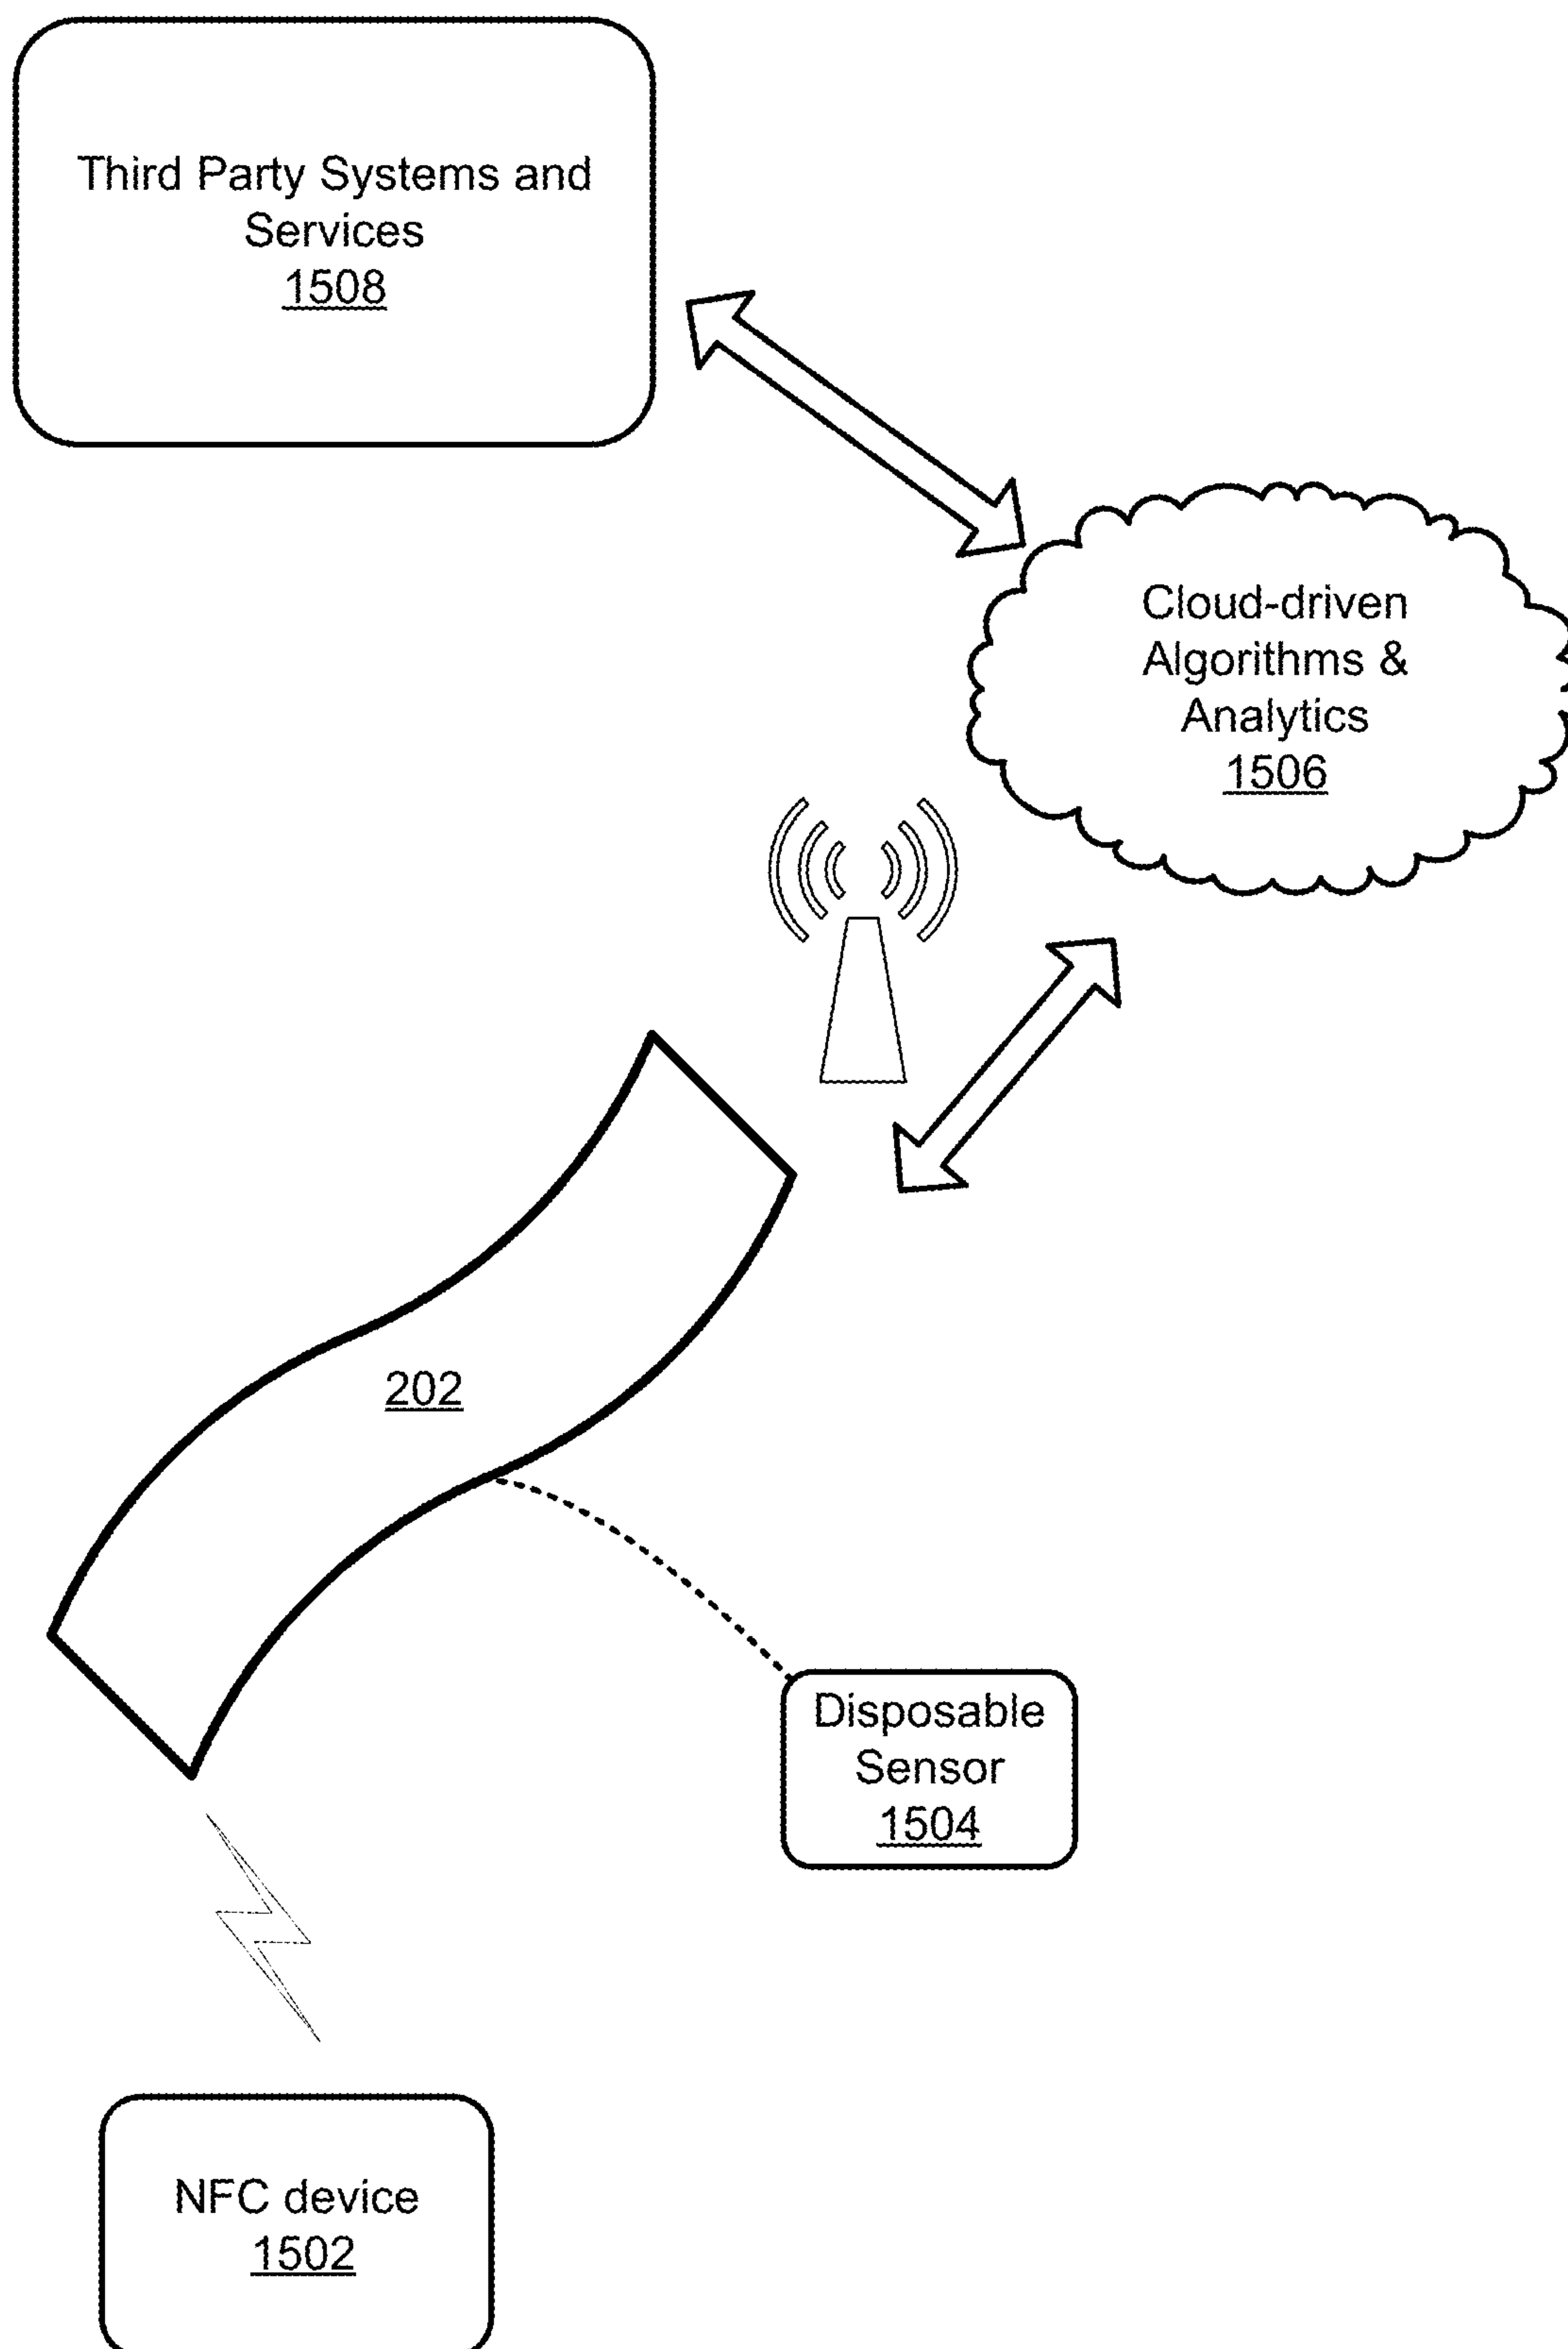 Third Party Systems and
Services
1508
Cloud-driven
Algorithms &
Analytics
1506
202
Disposable
Sensor
1504
NFC device
1502